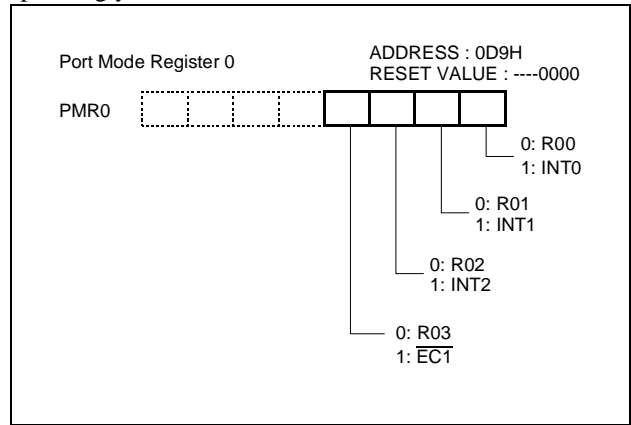 Port Mode Register 0
ADDRESS : 0D9H
RESET VALUE : ----0000
PMR0
0: R00
1: INT0
0: R01
1: INT1
0: R02
1: INT2
0: R03
1: E̅C̅1̅